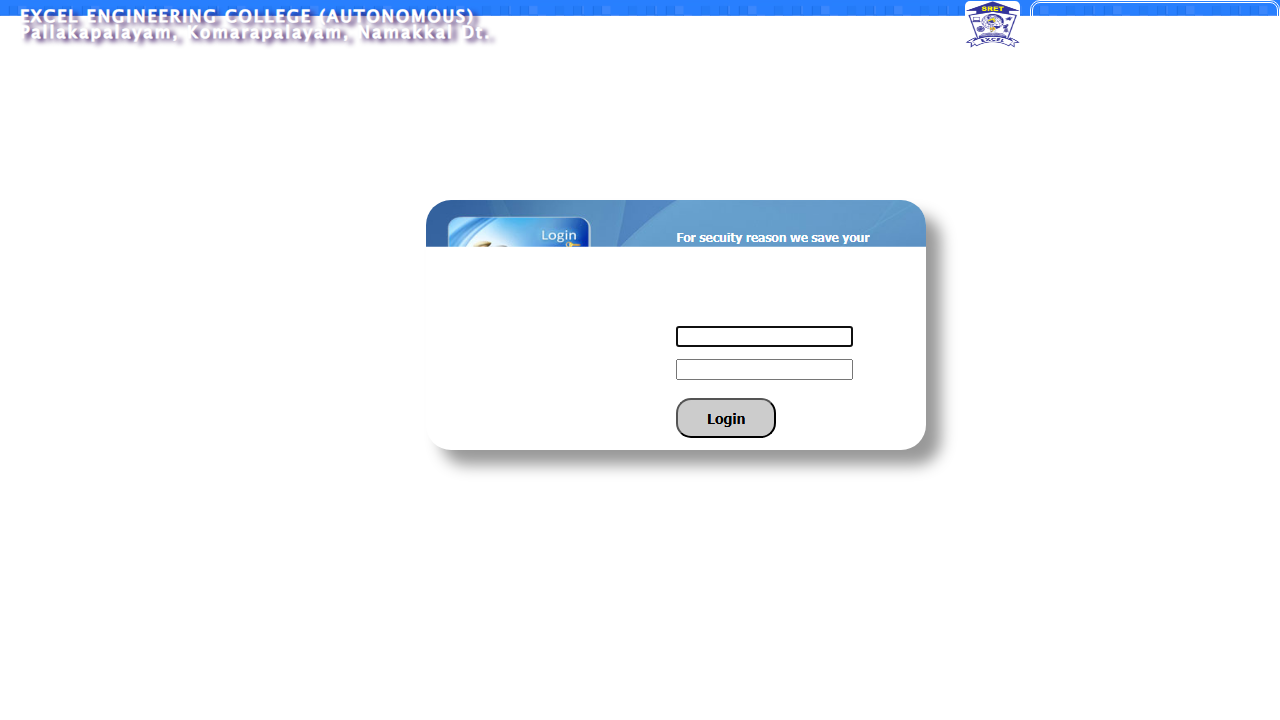 EXCEL ENGINEERING COLLEGE (AUTONOMOUS)
Pallakapalayam, Komarapalayam, Namakkal Dt.
SRET
EXCEL
Login
For secuity reason we save your
Login